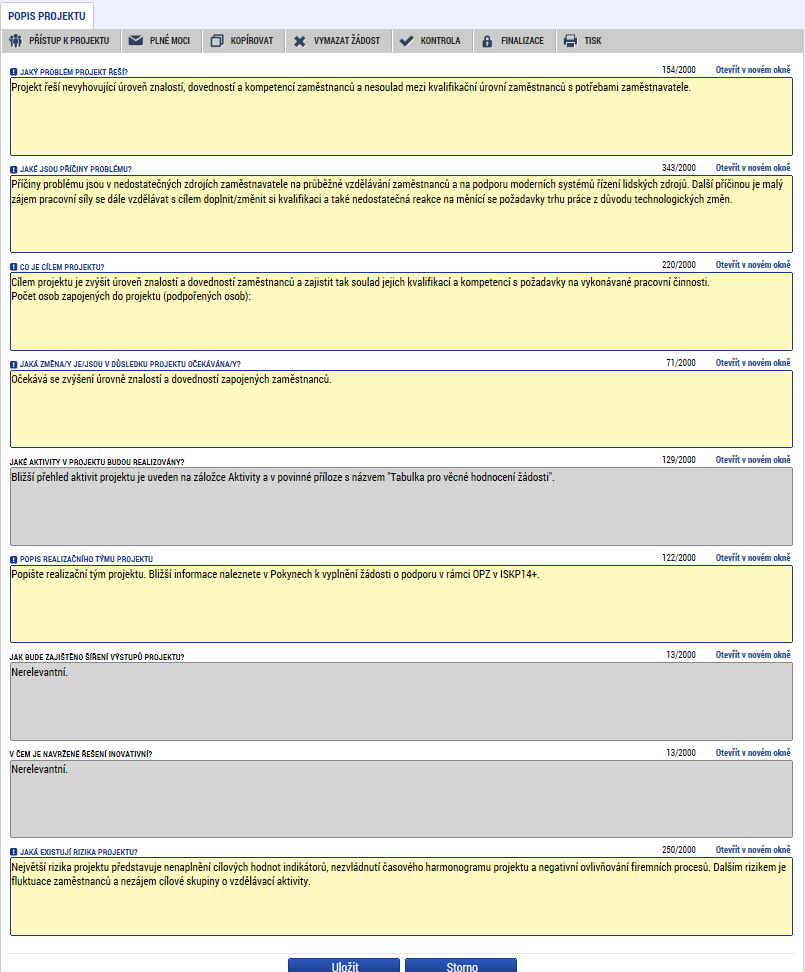 POPIS PROJEKTU
PŘÍSTUP K PROJEKTU PLNÉ MOCI KOPÍROVAT VYMAZAT ŽÁDOST KONTROLA FINALIZACE TISK
JAKÝ PROBLÉM PROJEKT ŘEŠÍ? 154/2000 Otevřít v novém okně
Projekt řeší nevyhovující úroveň znalostí, dovedností a kompetencí zaměstnanců a nesoulad mezi kvalifikační úrovní zaměstnanců s potřebami zaměstnavatele.
JAKÉ JSOU PŘÍČINY PROBLÉMU? 343/2000 Otevřít v novém okně
Příčiny problému jsou v nedostatečných zdrojích zaměstnavatele na průběžné vzdělávání zaměstnanců a na podporu moderních systémů řízení lidských zdrojů. Další příčinou je malý
zájem pracovní síly se dále vzdělávat s cílem doplnit/změnit si kvalifikaci a také nedostatečná reakce na měnící se požadavky trhu práce z důvodu technologických změn.
CO JE CÍLEM PROJEKTU? 220/2000 Otevřít v novém okně
Cílem projektu je zvýšit úroveň znalostí a dovedností zaměstnanců a zajistit tak soulad jejich kvalifikací a kompetencí s požadavky na vykonávané pracovní činnosti.
Počet osob zapojených do projektu (podpořených osob):
JAKÁ ZMĚNA/Y JE/JSOU V DŮSLEDKU PROJEKTU OČEKÁVÁNA/Y? 71/2000 Otevřít v novém okně
Očekává se zvýšení úrovně znalostí a dovedností zapojených zaměstnanců.
JAKÉ AKTIVITY V PROJEKTU BUDOU REALIZOVÁNY? 129/2000 Otevřít v novém okně
Bližší přehled aktivit projektu je uveden na záložce Aktivity a v povinné příloze s názvem "Tabulka pro věcné hodnocení žádosti".
POPIS REALIZAČNÍHO TÝMU PROJEKTU 122/2000 Otevřít v novém okně
Popište realizační tým projektu. Bližší informace naleznete v Pokynech k vyplnění žádosti o podporu v rámci OPZ v ISKP14+.
JAK BUDE ZAJIŠTĚNO ŠÍŘENÍ VÝSTUPŮ PROJEKTU? 13/2000 Otevřít v novém okně
Nerelevantní.
V ČEM JE NAVRŽENÉ ŘEŠENÍ INOVATIVNÍ? 13/2000 Otevřít v novém okně
Nerelevantní.
JAKÁ EXISTUJÍ RIZIKA PROJEKTU? 250/2000 Otevřít v novém okně
Největší rizika projektu představuje nenaplnění cílových hodnot indikátorů, nezvládnutí časového harmonogramu projektu a negativní ovlivňování firemních procesů. Dalším rizikem je
fluktuace zaměstnanců a nezájem cílové skupiny o vzdělávací aktivity.
Uložit Storno